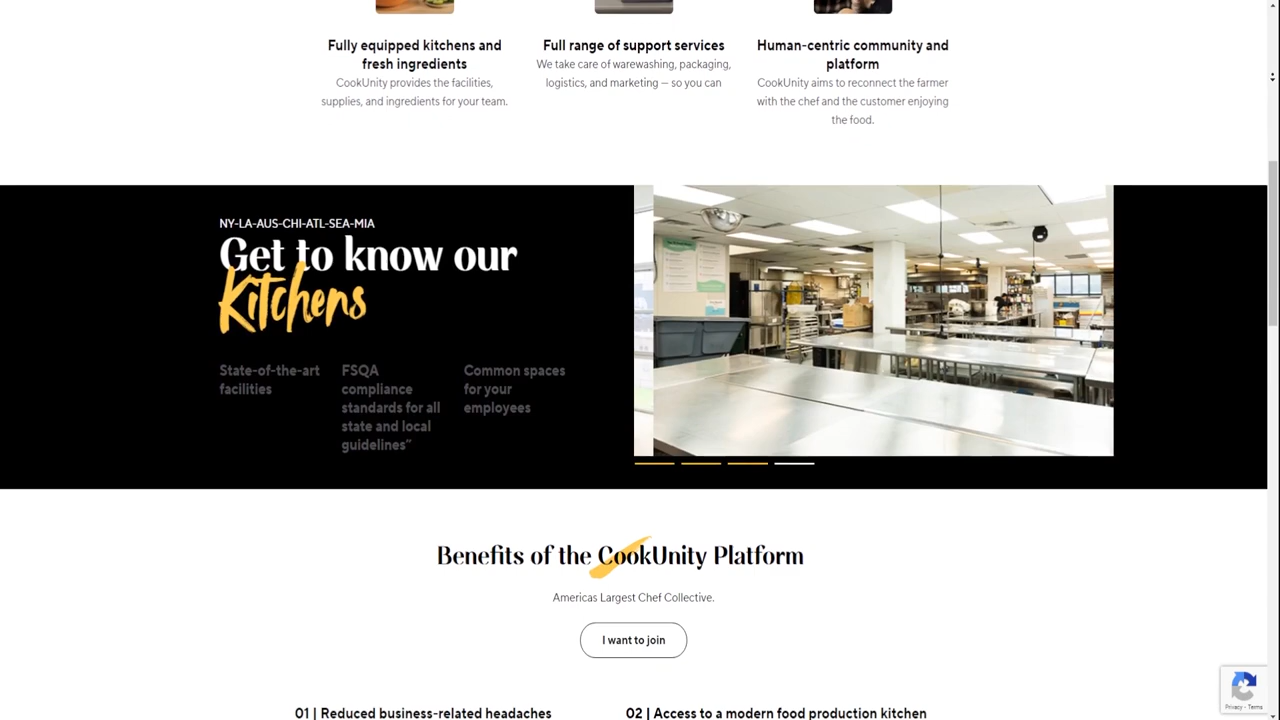 Fully equipped kitchens and
fresh ingredients
CookUnity provides the facilities,
supplies, and ingredients for your team.
Full range of support services
We take care of warewashing, packaging,
logistics, and marketing — so you can
Human-centric community and
platform
CookUnity aims to reconnect the farmer
with the chef and the customer enjoying
the food.
NY-LA-AUS-CHI-ATL-SEA-MIA
Get to know our
Kitchens
State-of-the-art
facilities
FSQA
compliance
standards for all
state and local
guidelines”
Common spaces
for your
employees
Benefits of the CookUnity Platform
Americas Largest Chef Collective.
I want to join
01 | Reduced business-related headaches
02 | Access to a modern food production kitchen
Privacy - Terms